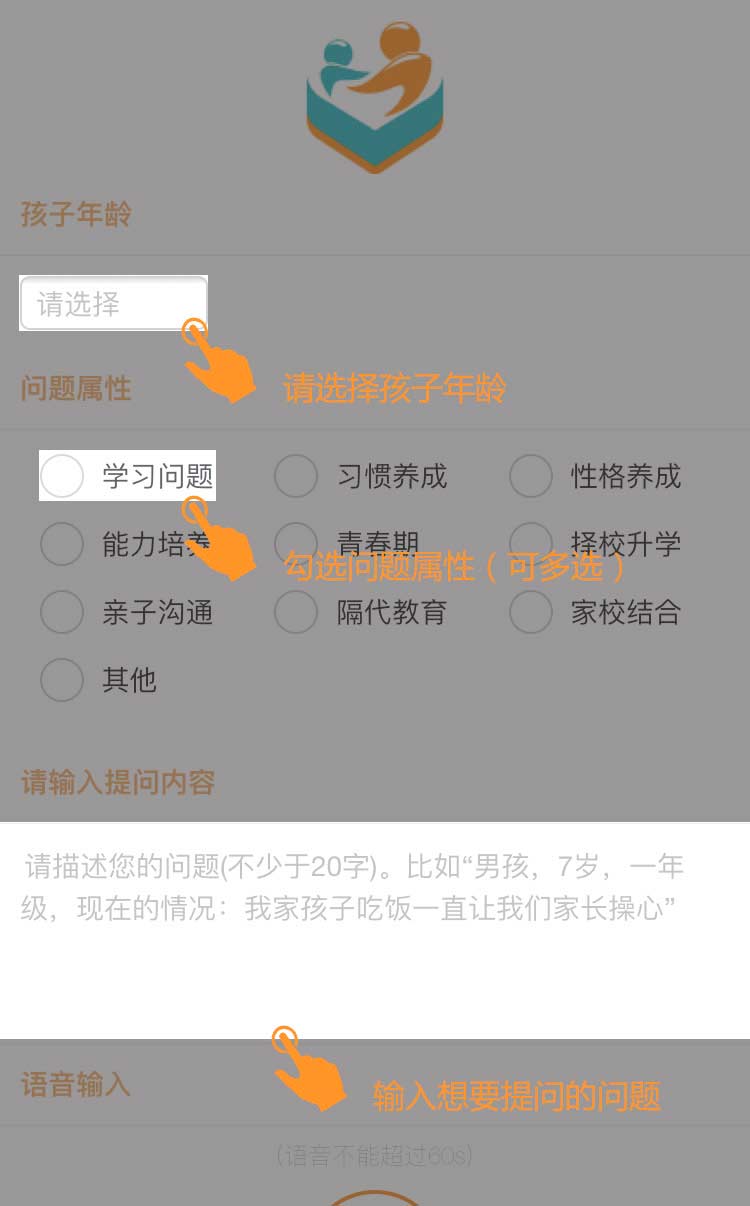 孩子年龄
请选择
请选择孩子年龄
问题属性
学习问题 习惯养成 性格养成
能力培养 青春期 择校升学
勾选问题属性（可多选）
亲子沟通 隔代教育 家校结合
其他
请输入提问内容
请描述您的问题(不少于20字)。比如“男孩，7岁，一年
级，现在的情况：我家孩子吃饭一直让我们家长操心”
语音输入
输入想要提问的问题
(语音不能超过60s)